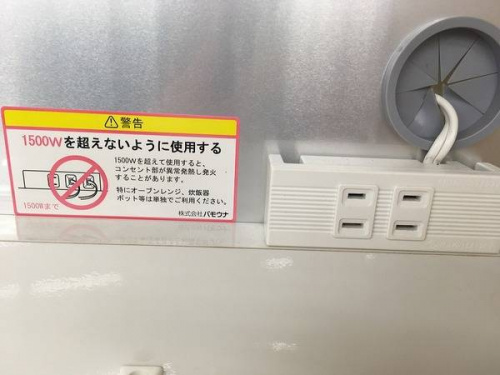 警告
1500Wを超えないように使用する
1500Wを超えて使用すると、
コンセント部が異常発熱し発火
することがあります。
特にオーブンレンジ、炊飯器
ポット等は単独でご利用ください。
1500Wまで
株式会社パモウナ